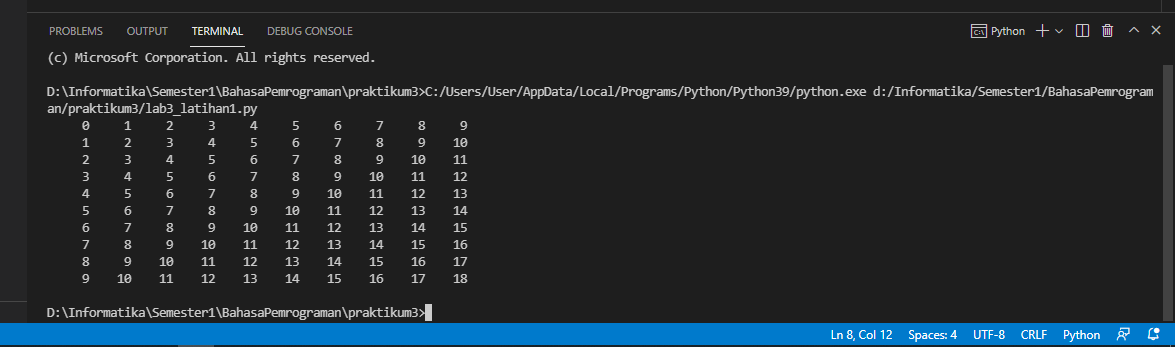 PROBLEMS OUTPUT TERMINAL DEBUG CONSOLE Python
(c) Microsoft Corporation. All rights reserved.
D:\Informatika\Semester1\BahasaPemrograman\praktikum3>C:/Users/User/AppData/Local/Programs/Python/Python39/python.exe d:/Informatika/Semester1/BahasaPemrogram
an/praktikum3/lab3_latihan1.py
0 1 2 3 4 5 6 7 8 9
1 2 3 4 5 6 7 8 9 10
2 3 4 5 6 7 8 9 10 11
3 4 5 6 7 8 9 10 11 12
4 5 6 7 8 9 10 11 12 13
5 6 7 8 9 10 11 12 13 14
6 7 8 9 10 11 12 13 14 15
7 8 9 10 11 12 13 14 15 16
8 9 10 11 12 13 14 15 16 17
9 10 11 12 13 14 15 16 17 18
D:\Informatika\Semester1\BahasaPemrograman\praktikum3>
Ln 8, Col 12 Spaces: 4 UTF-8 CRLF Python